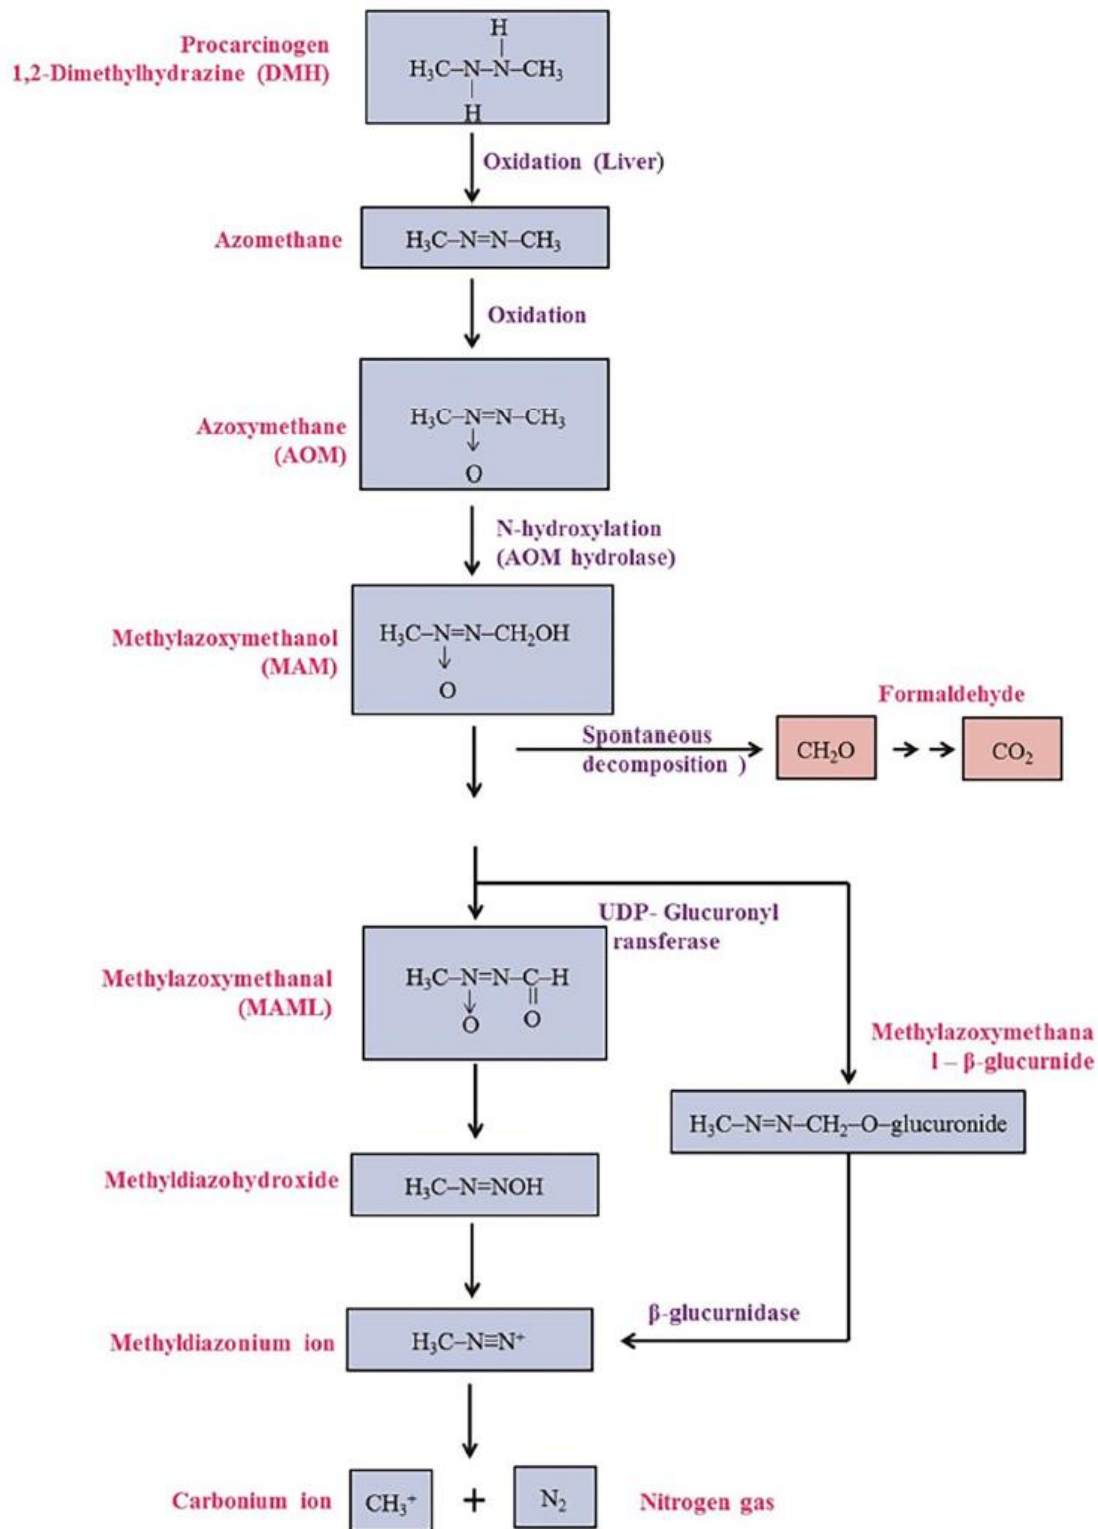 Procarcinogen
1,2-Dimethylhydrazine (DMH)
H
H₃C–N–N–CH₃
H
Oxidation (Liver)
Azomethane
H₃C–N=N–CH₃
Oxidation
Azoxymethane
(AOM)
H₃C–N=N–CH₃
↓
O
N-hydroxylation
(AOM hydrolase)
Methylazoxymethanol
(MAM)
H₃C–N=N–CH₂OH
↓
O
Formaldehyde
Spontaneous
decomposition )
CH₂O
CO₂
UDP- Glucuronyl
ransferase
Methylazoxymethanal
(MAML)
H₃C–N=N–C–H
↓ ||
O O
Methylazoxymethana
l – β-glucurnide
H₃C–N=N–CH₂–O–glucuronide
Methyldiazohydroxide
H₃C–N=NOH
β-glucurnidase
Methyldiazonium ion
H₃C–N≡N⁺
Carbonium ion
CH₃⁺
+
N₂
Nitrogen gas